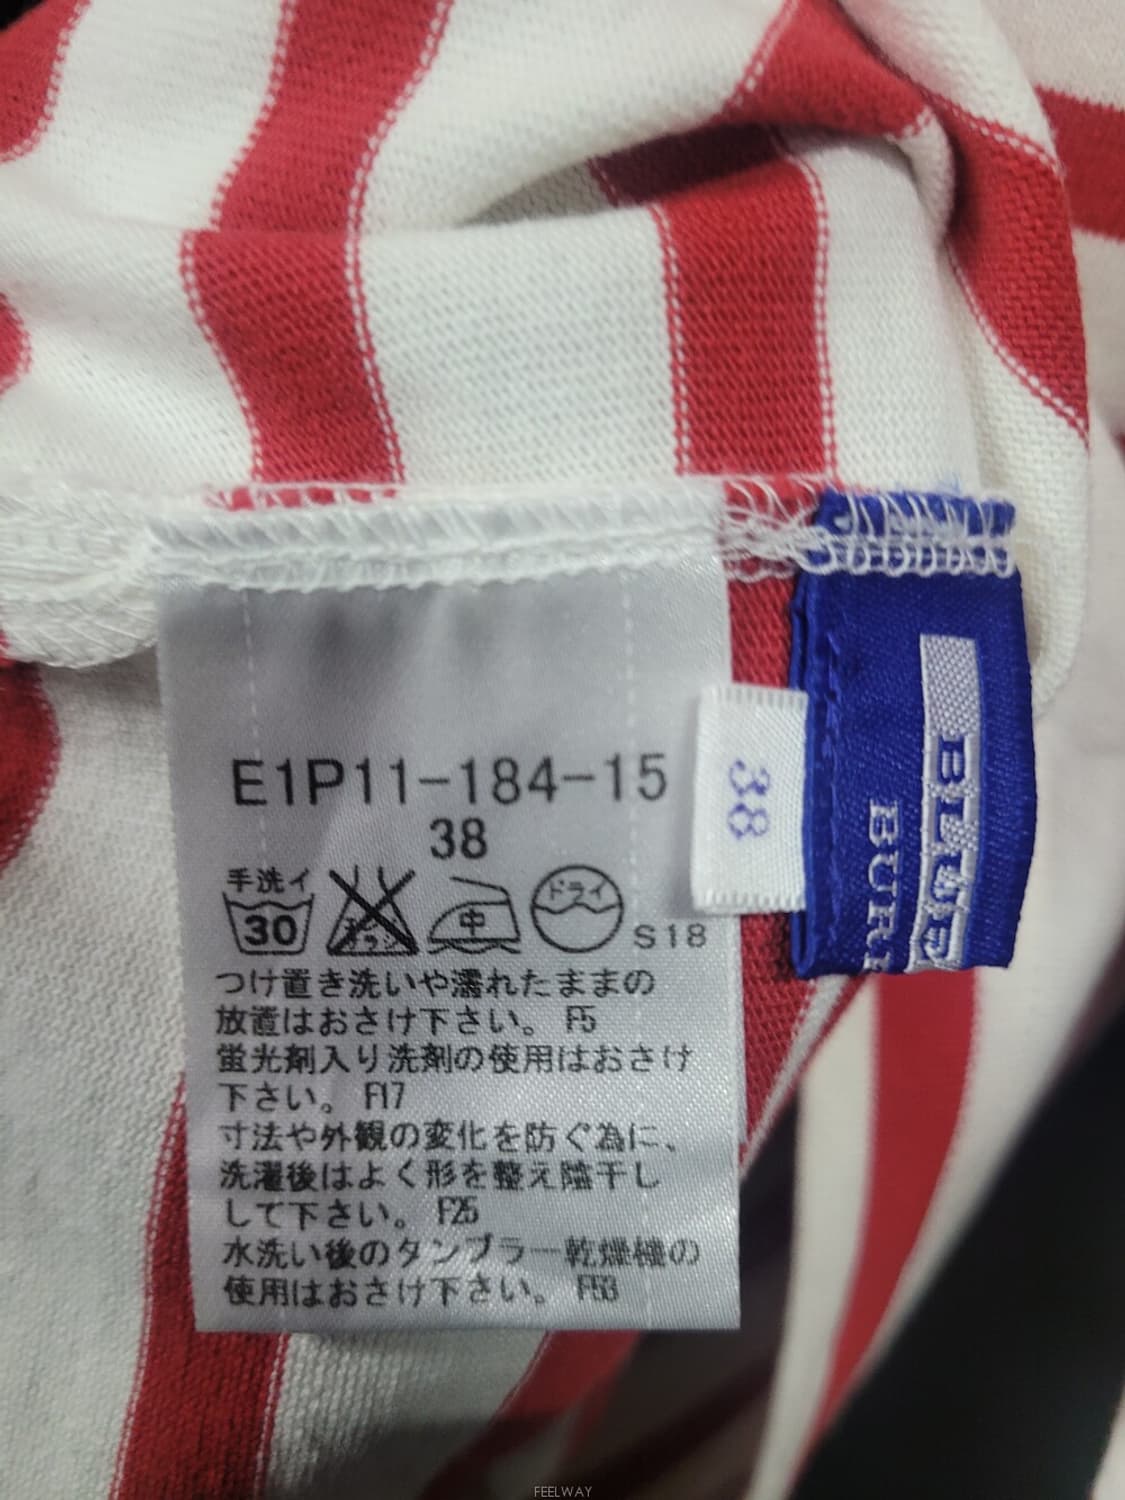 E1P11-184-15
38
手洗イ
30
中
ドライ
S18
つけ置き洗いや濡れたままの
放置はおさけ下さい。 F5
蛍光剤入り洗剤の使用はおさけ
下さい。 F17
寸法や外観の変化を防ぐ為に、
洗濯後はよく形を整え陰干し
して下さい。 F25
水洗い後のタンブラー乾燥機の
使用はおさけ下さい。 F53
38
BLUE
BUR
FEELWAY